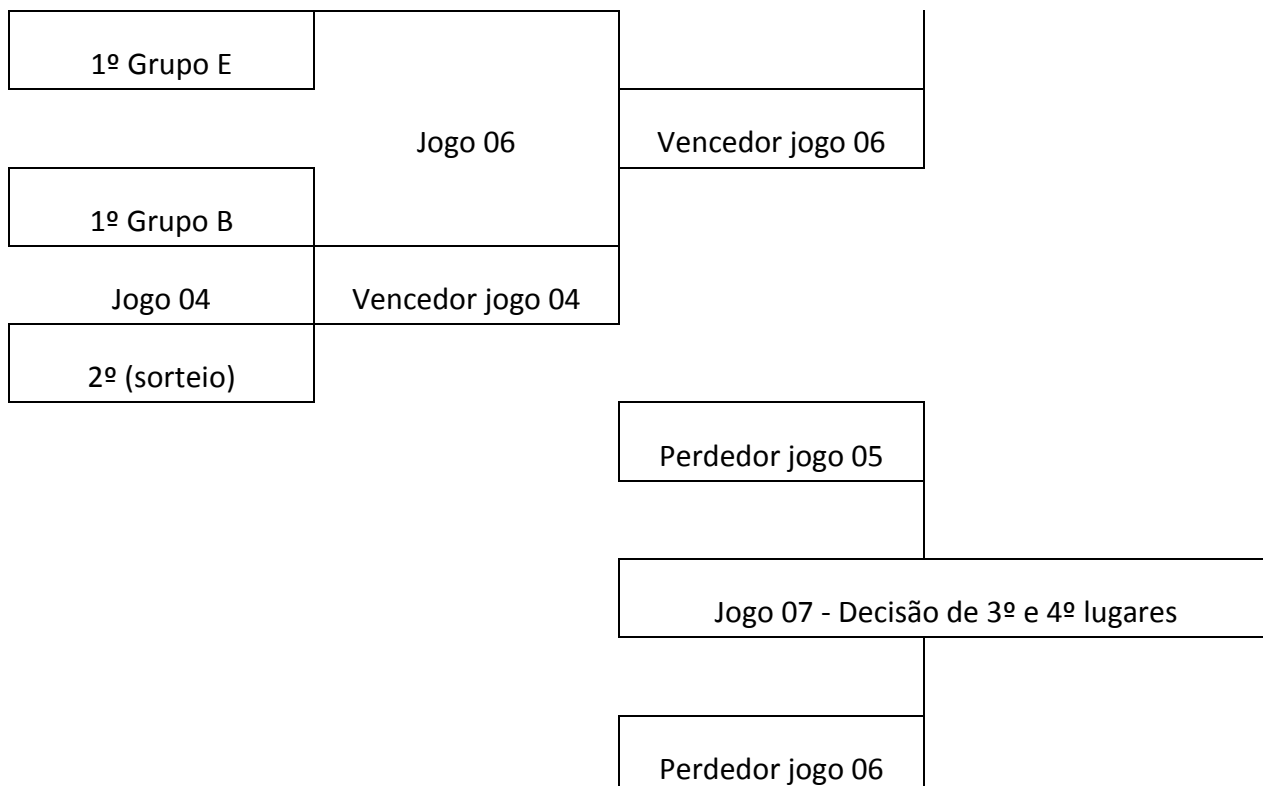 1º Grupo E
Jogo 06
Vencedor jogo 06
1º Grupo B
Jogo 04
Vencedor jogo 04
2º (sorteio)
Perdedor jogo 05
Jogo 07 - Decisão de 3º e 4º lugares
Perdedor jogo 06